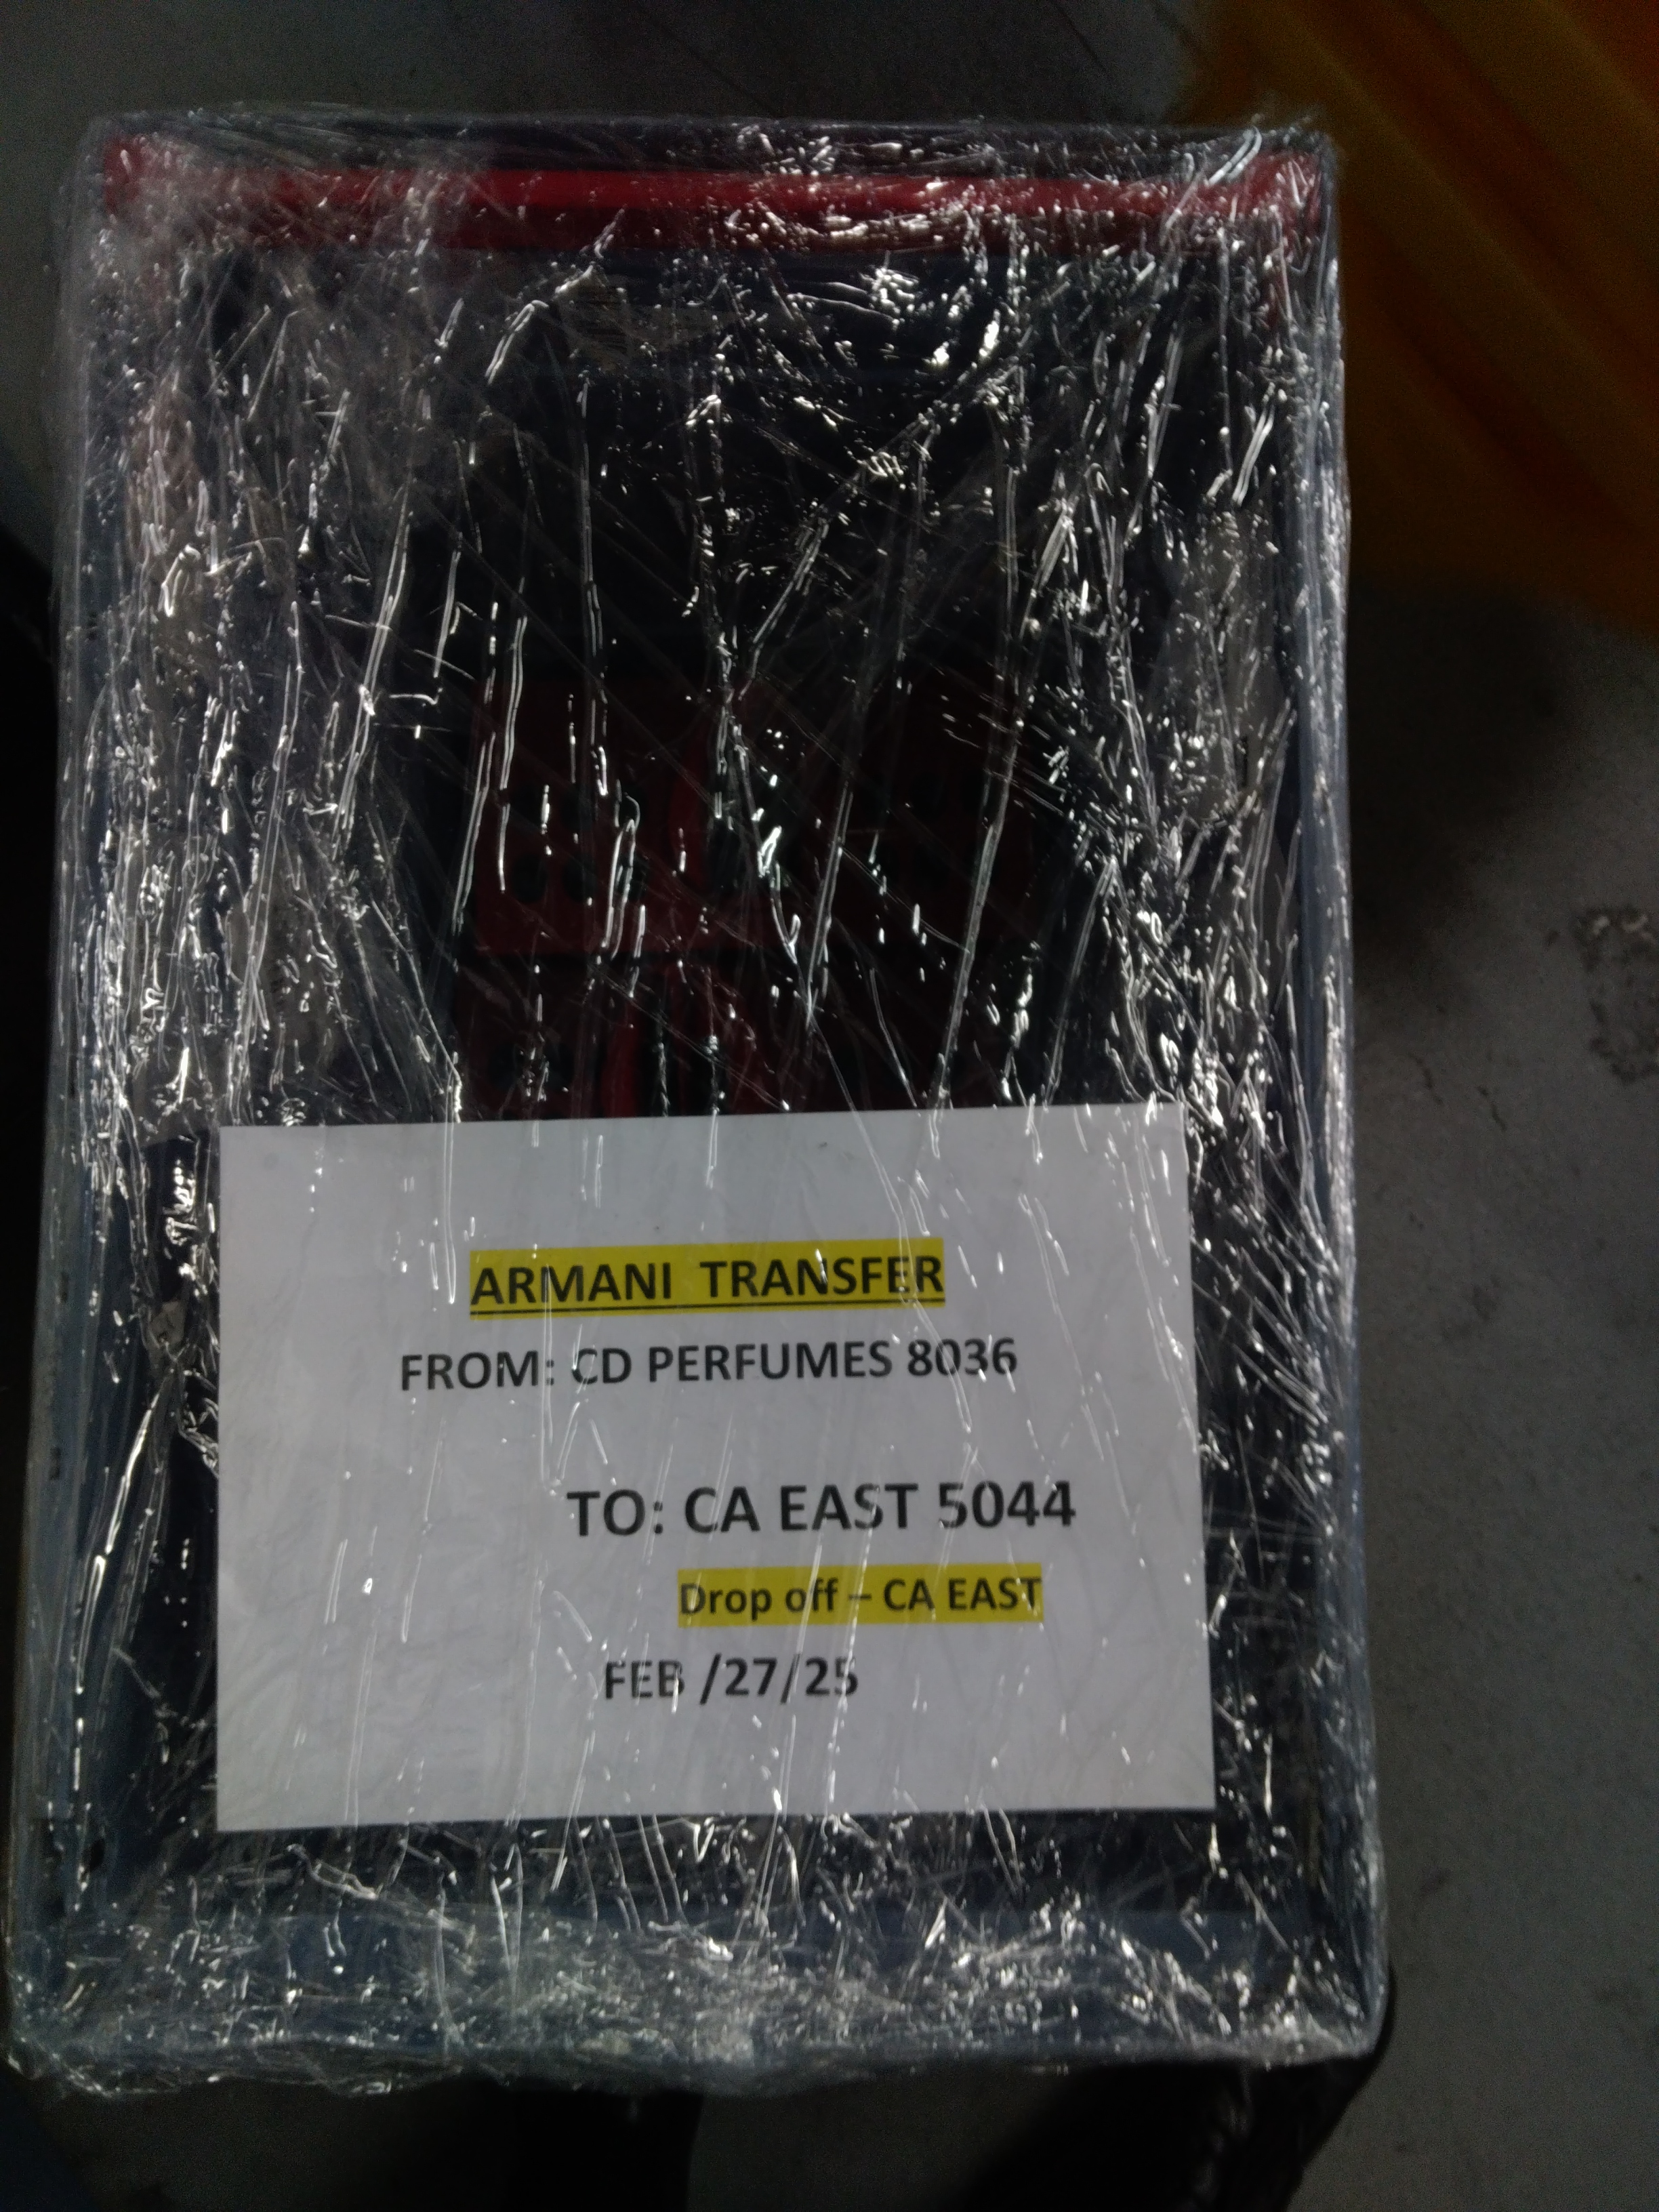 ARMANI TRANSFER
FROM: CD PERFUMES 8036
TO: CA EAST 5044
Drop off – CA EAST
FEB /27/25